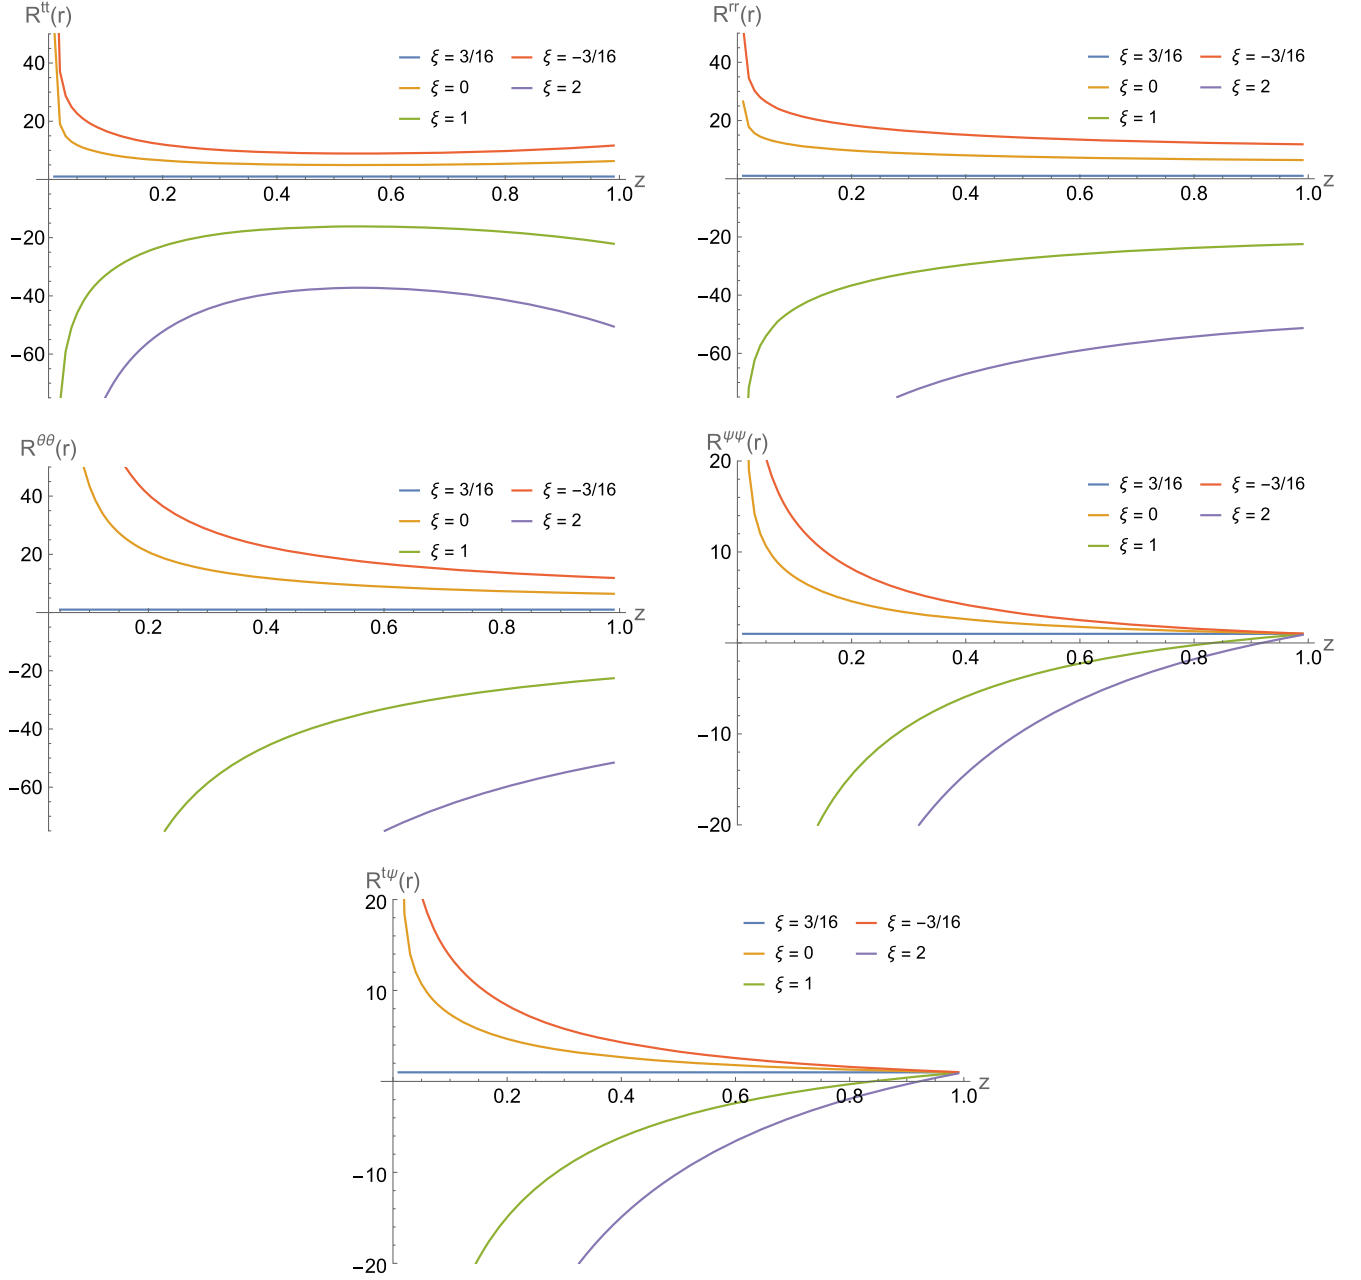 R^tt(r)
ξ = 3/16 ξ = −3/16
ξ = 0 ξ = 2
ξ = 1
40
20
−20
−40
−60
0.2 0.4 0.6 0.8 1.0 z
R^rr(r)
ξ = 3/16 ξ = −3/16
ξ = 0 ξ = 2
ξ = 1
40
20
−20
−40
−60
0.2 0.4 0.6 0.8 1.0 z
R^θθ(r)
ξ = 3/16 ξ = −3/16
ξ = 0 ξ = 2
ξ = 1
40
20
−20
−40
−60
0.2 0.4 0.6 0.8 1.0 z
R^ψψ(r)
ξ = 3/16 ξ = −3/16
ξ = 0 ξ = 2
ξ = 1
20
10
−10
−20
0.2 0.4 0.6 0.8 1.0 z
R^tψ(r)
ξ = 3/16 ξ = −3/16
ξ = 0 ξ = 2
ξ = 1
20
10
−10
−20
0.2 0.4 0.6 0.8 1.0 z